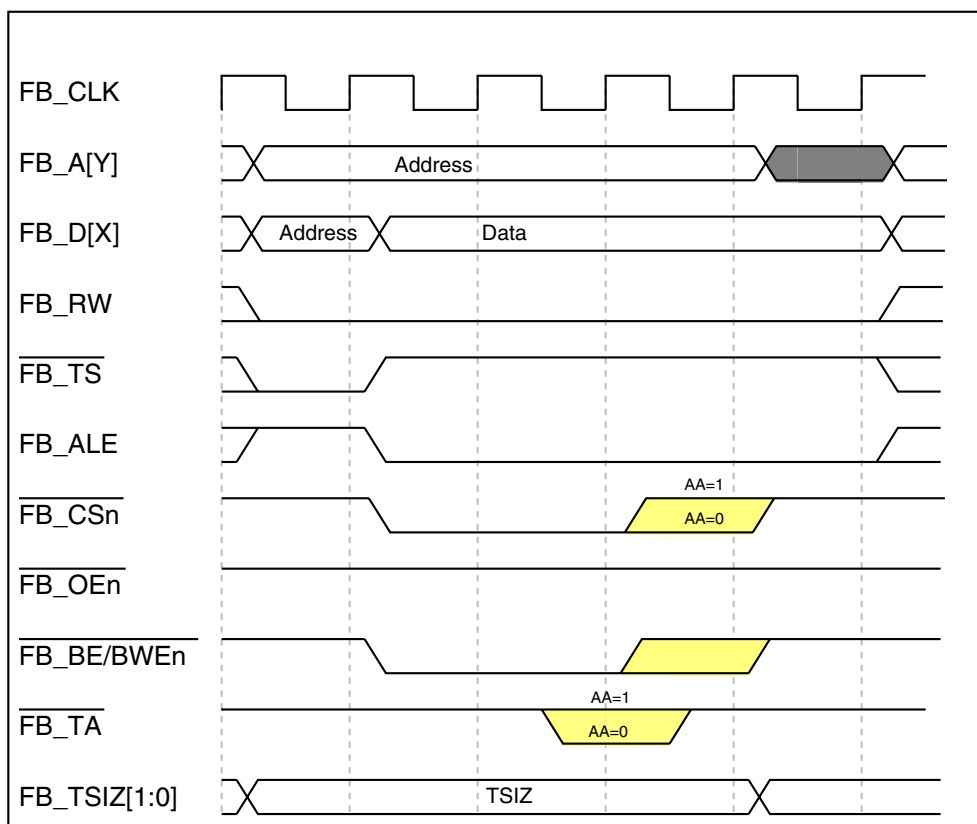 FB_CLK
FB_A[Y] Address
FB_D[X] Address Data
FB_RW
FB_TS
FB_ALE
AA=1
FB_CSn AA=0
FB_OEn
FB_BE/BWEn
AA=1
FB_TA AA=0
FB_TSIZ[1:0] TSIZ